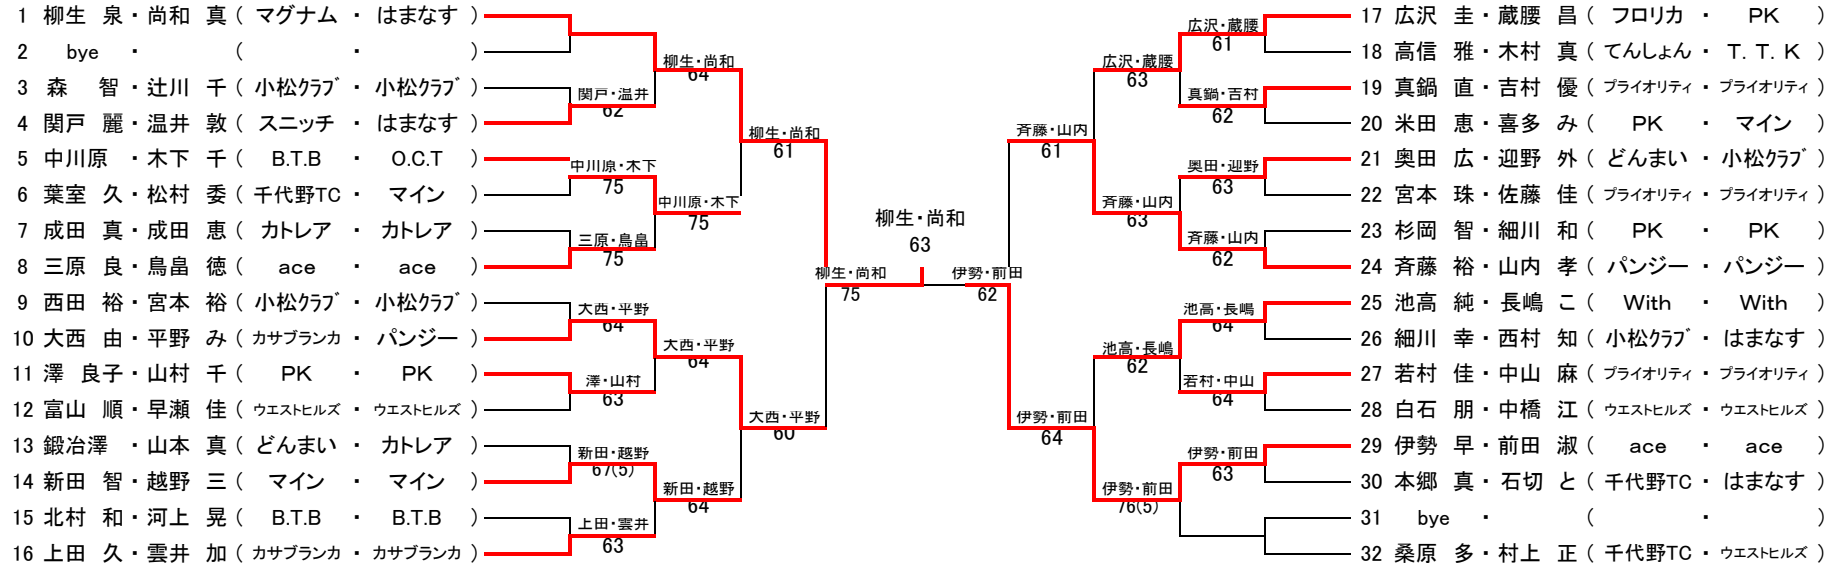 1 柳生 泉・尚和 真 ( マグナム ・ はまなす )
2 bye ・ ( ・ )
3 森 智・辻川 千 ( 小松クラブ ・ 小松クラブ )
4 関戸 麗・温井 敦 ( スニッチ ・ はまなす )
5 中川原 ・木下 千 ( B.T.B ・ O.C.T )
6 葉室 久・松村 委 ( 千代野TC ・ マイン )
7 成田 真・成田 恵 ( カトレア ・ カトレア )
8 三原 良・鳥畠 徳 ( ace ・ ace )
9 西田 裕・宮本 裕 ( 小松クラブ ・ 小松クラブ )
10 大西 由・平野 み ( カサブランカ ・ パンジー )
11 澤 良子・山村 千 ( PK ・ PK )
12 富山 順・早瀬 佳 ( ウエストヒルズ ・ ウエストヒルズ )
13 鍛冶澤 ・山本 真 ( どんまい ・ カトレア )
14 新田 智・越野 三 ( マイン ・ マイン )
15 北村 和・河上 晃 ( B.T.B ・ B.T.B )
16 上田 久・雲井 加 ( カサブランカ ・ カサブランカ )
関戸・温井
62
中川原・木下
75
三原・鳥畠
75
大西・平野
64
澤・山村
63
新田・越野
67(5)
上田・雲井
63
柳生・尚和
64
中川原・木下
75
大西・平野
64
新田・越野
64
柳生・尚和
61
大西・平野
60
柳生・尚和
75
柳生・尚和
63
伊勢・前田
62
斉藤・山内
61
伊勢・前田
64
広沢・蔵腰
63
斉藤・山内
63
池高・長嶋
62
伊勢・前田
76(5)
広沢・蔵腰
61
真鍋・吉村
62
奥田・迎野
63
斉藤・山内
62
池高・長嶋
64
若村・中山
64
伊勢・前田
63
17 広沢 圭・蔵腰 昌 ( フロリカ ・ PK )
18 高信 雅・木村 真 ( てんしょん ・ T. T. K )
19 真鍋 直・吉村 優 ( プライオリティ ・ プライオリティ )
20 米田 恵・喜多 み ( PK ・ マイン )
21 奥田 広・迎野 外 ( どんまい ・ 小松クラブ )
22 宮本 珠・佐藤 佳 ( プライオリティ ・ プライオリティ )
23 杉岡 智・細川 和 ( PK ・ PK )
24 斉藤 裕・山内 孝 ( パンジー ・ パンジー )
25 池高 純・長嶋 こ ( With ・ With )
26 細川 幸・西村 知 ( 小松クラブ ・ はまなす )
27 若村 佳・中山 麻 ( プライオリティ ・ プライオリティ )
28 白石 朋・中橋 江 ( ウエストヒルズ ・ ウエストヒルズ )
29 伊勢 早・前田 淑 ( ace ・ ace )
30 本郷 真・石切 と ( 千代野TC ・ はまなす )
31 bye ・ ( ・ )
32 桑原 多・村上 正 ( 千代野TC ・ ウエストヒルズ )